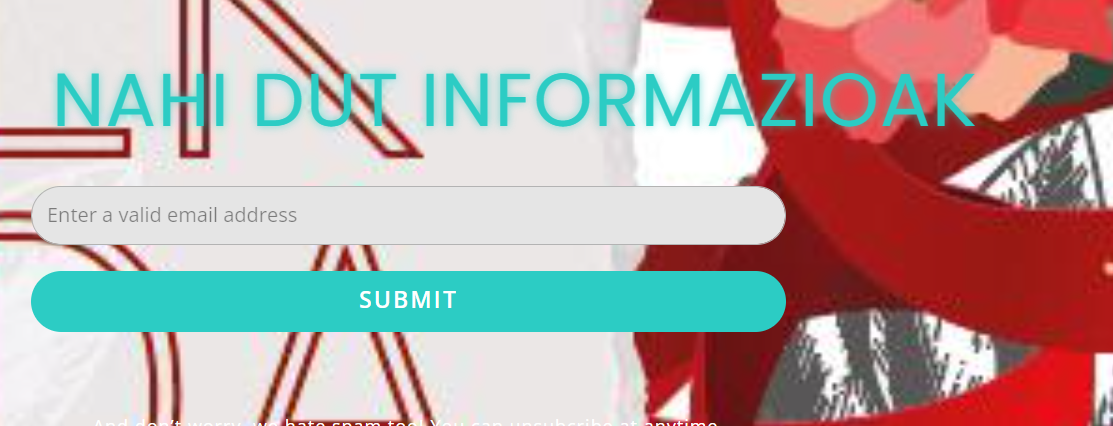 NAHI DUT INFORMAZIOAK
Enter a valid email address
SUBMIT
And don't worry, we hate spam too! You can unsubscribe at anytime